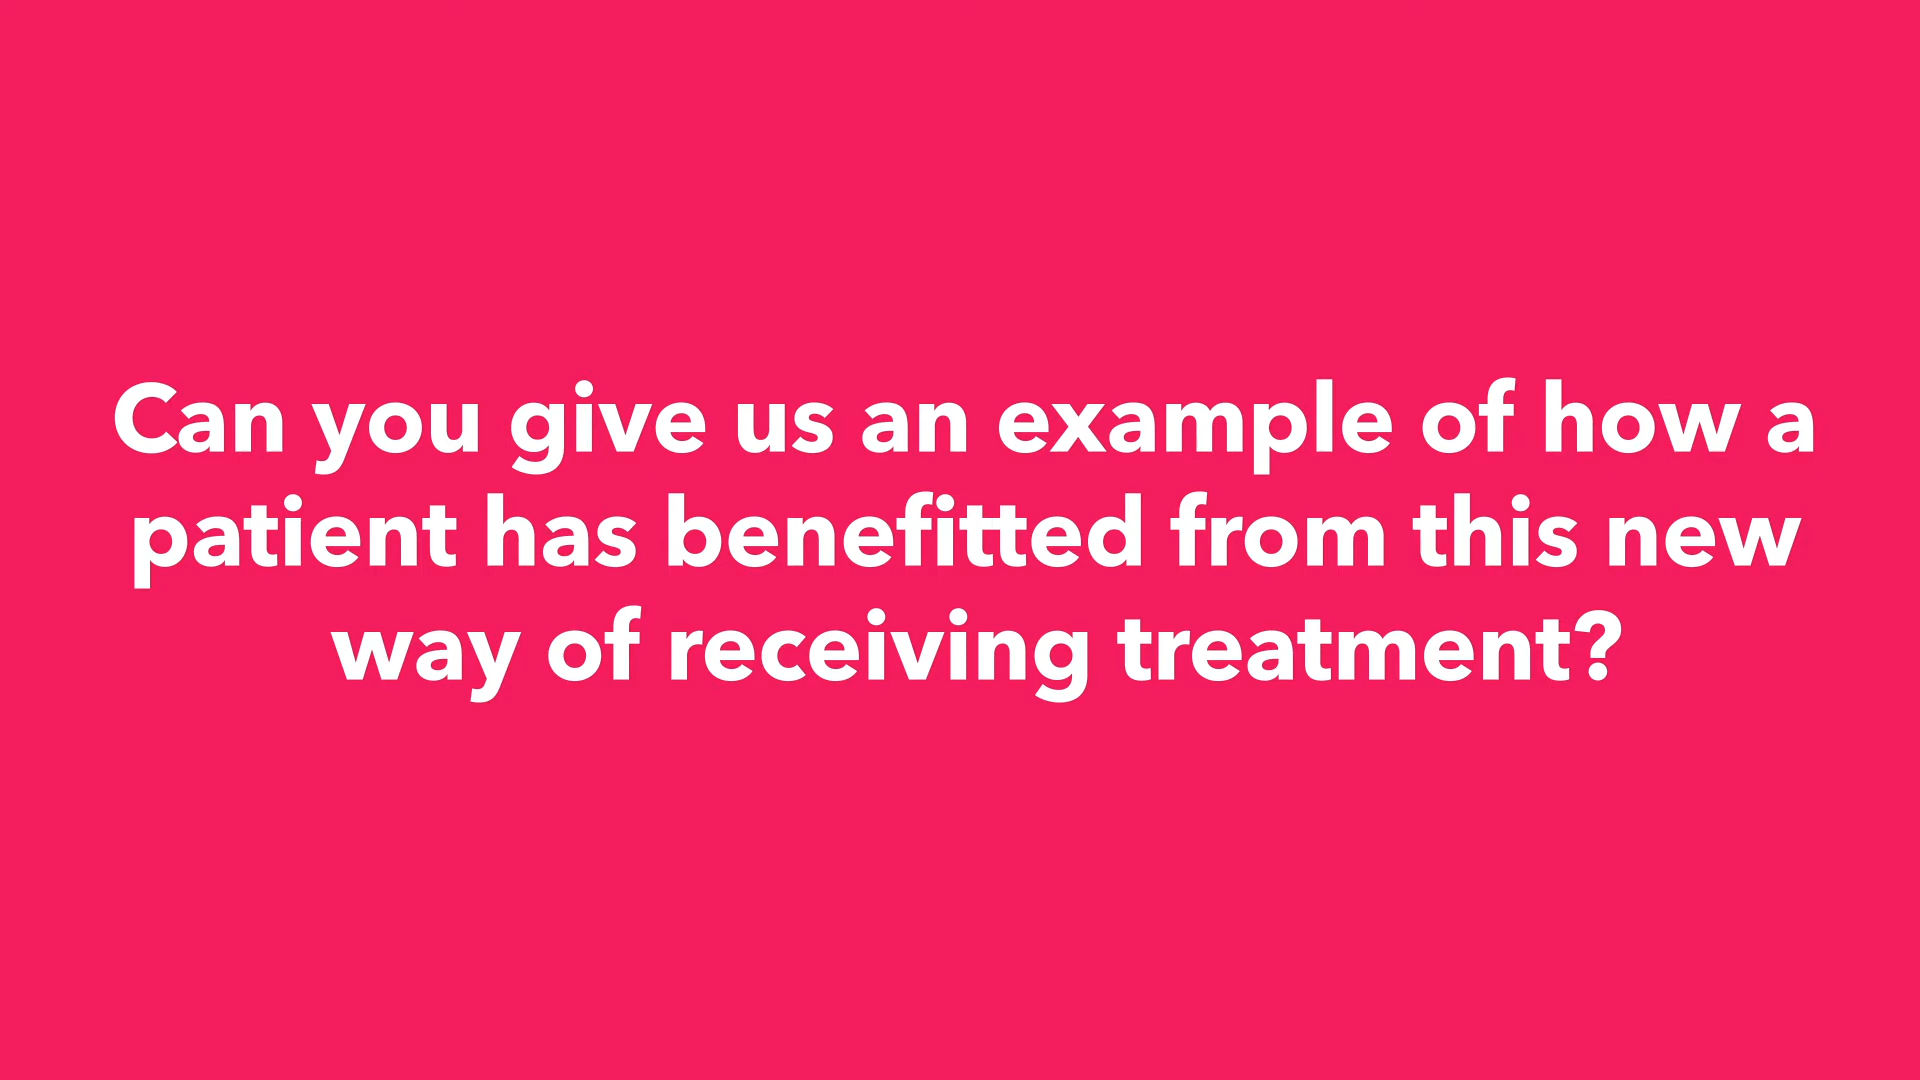 Can you give us an example of how a
patient has benefitted from this new
way of receiving treatment?